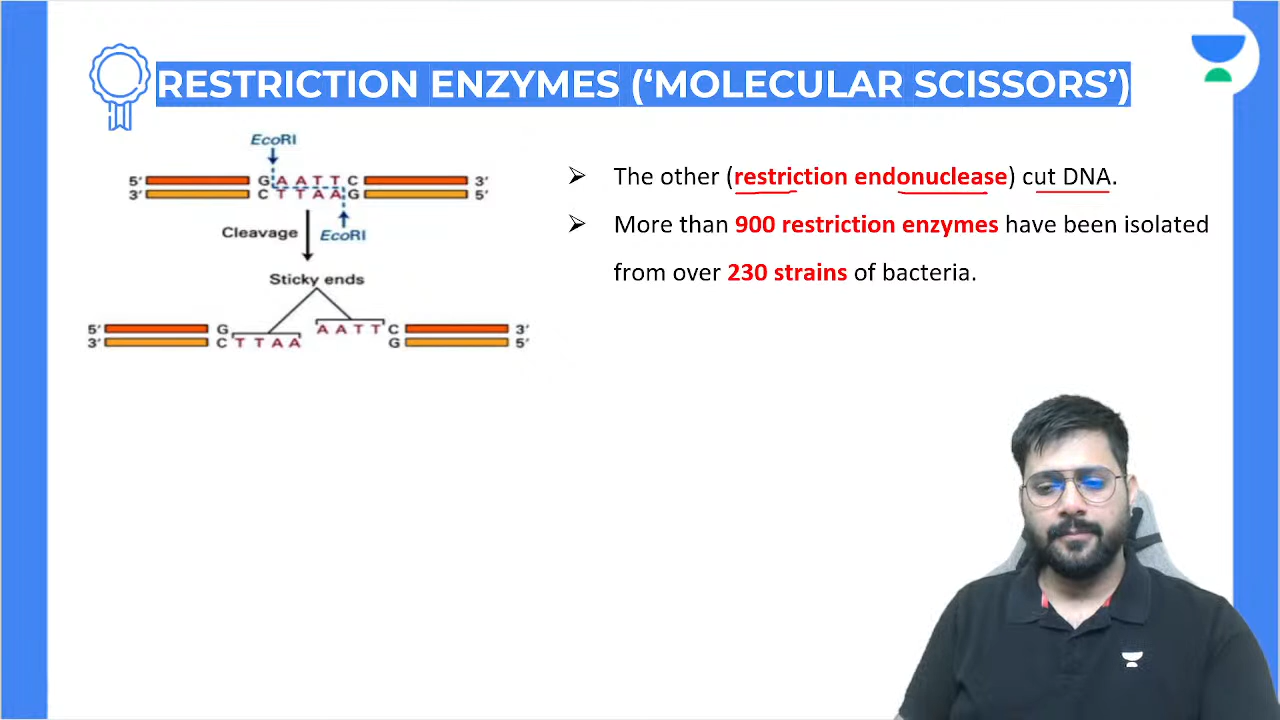 RESTRICTION ENZYMES (‘MOLECULAR SCISSORS’)
EcoRI
5′ G A A T T C 3′
3′ C T T A A G 5′
Cleavage
EcoRI
Sticky ends
5′ G A A T T C 3′
3′ C T T A A G 5′
➢ The other (restriction endonuclease) cut DNA.
➢ More than 900 restriction enzymes have been isolated
from over 230 strains of bacteria.